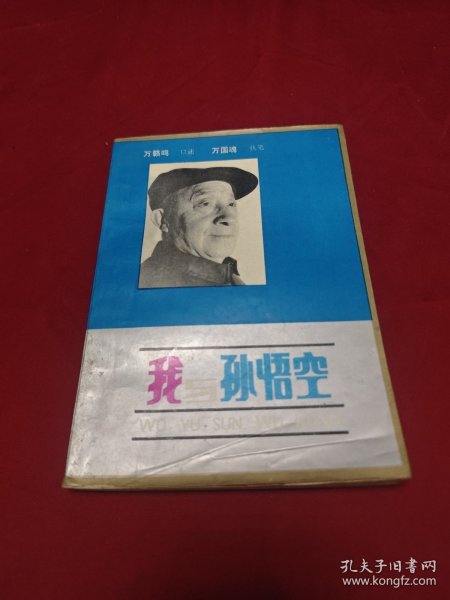 万籁鸣 口述 万国魂 执笔
我与孙悟空
WO YU SUN WU KONG
孔夫子旧书网
www.kongfz.com